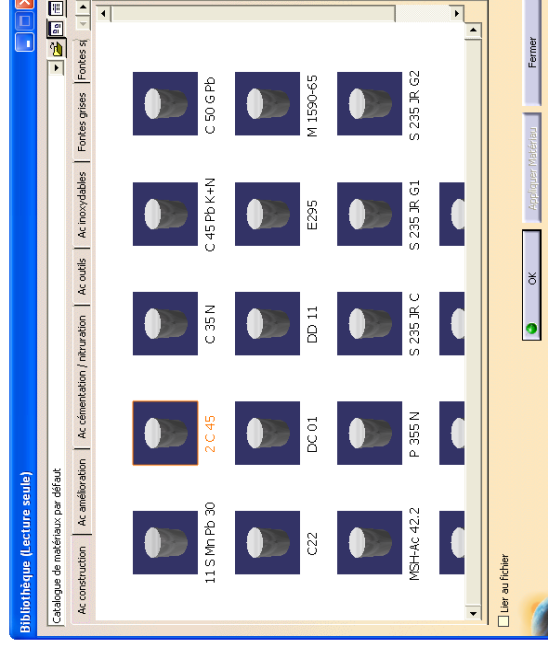 Bibliothèque (Lecture seule)
Catalogue de matériaux par défaut
Ac construction
Ac amélioration
Ac cémentation / nitruration
Ac outils
Ac inoxydables
Fontes grises
Fontes s
11 S Mn Pb 30
2 C 45
C 35 N
C 45 Pb K+N
C 50 G Pb
C22
DC 01
DD 11
E295
M 1590-65
MSH-Ac 42.2
P 355 N
S 235 JR C
S 235 JR G1
S 235 JR G2
Lier au fichier
OK
Appliquer Matériau
Fermer